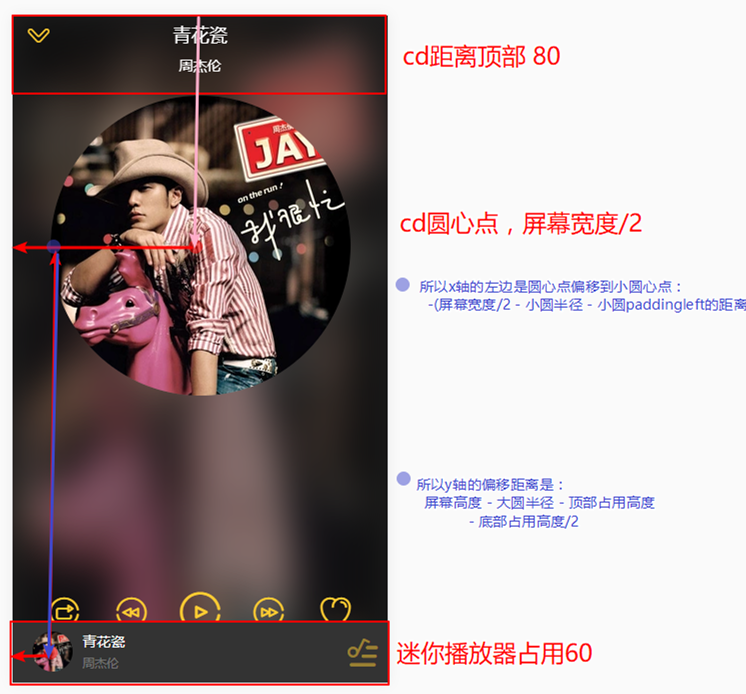 青花瓷
周杰伦
周杰伦
JAY
on the run!
我很忙
cd距离顶部 80
cd圆心点，屏幕宽度/2
所以x轴的左边是圆心点偏移到小圆心点：
-(屏幕宽度/2 - 小圆半径 - 小圆paddingleft的距离
所以y轴的偏移距离是：
屏幕高度 - 大圆半径 - 顶部占用高度
- 底部占用高度/2
青花瓷
周杰伦
迷你播放器占用60